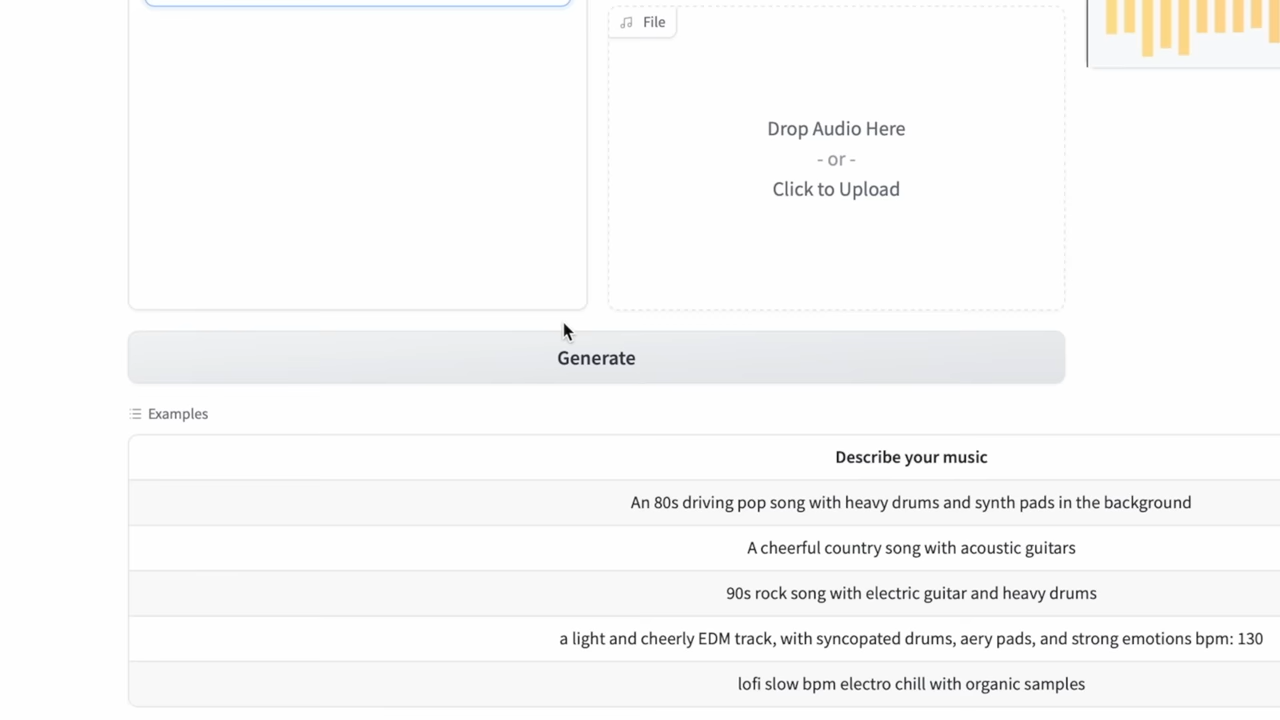 File
Drop Audio Here
- or -
Click to Upload
Generate
Examples
Describe your music
An 80s driving pop song with heavy drums and synth pads in the background
A cheerful country song with acoustic guitars
90s rock song with electric guitar and heavy drums
a light and cheerly EDM track, with syncopated drums, aery pads, and strong emotions bpm: 130
lofi slow bpm electro chill with organic samples